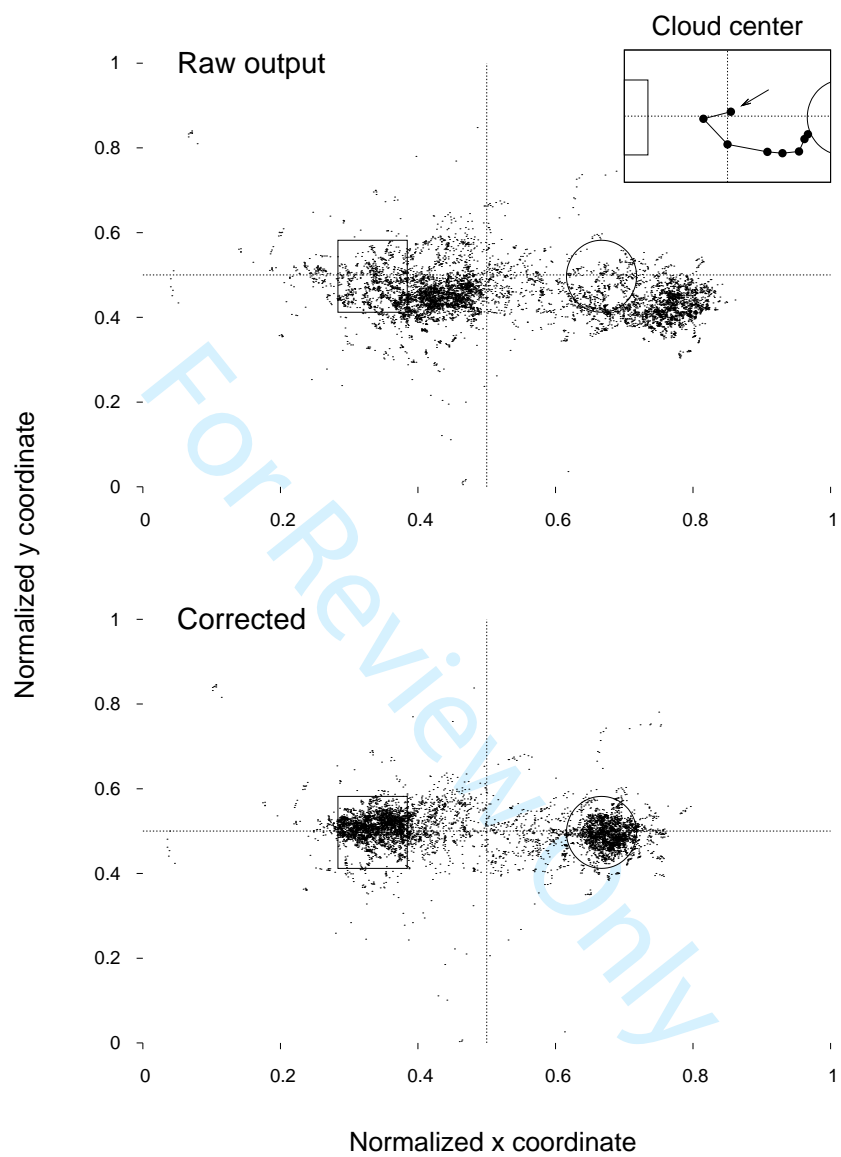 Cloud center
Raw output
1
0.8
0.6
0.4
0.2
0
0 0.2 0.4 0.6 0.8 1
Corrected
1
0.8
0.6
0.4
0.2
0
0 0.2 0.4 0.6 0.8 1
Normalized y coordinate
Normalized x coordinate
For Review Only